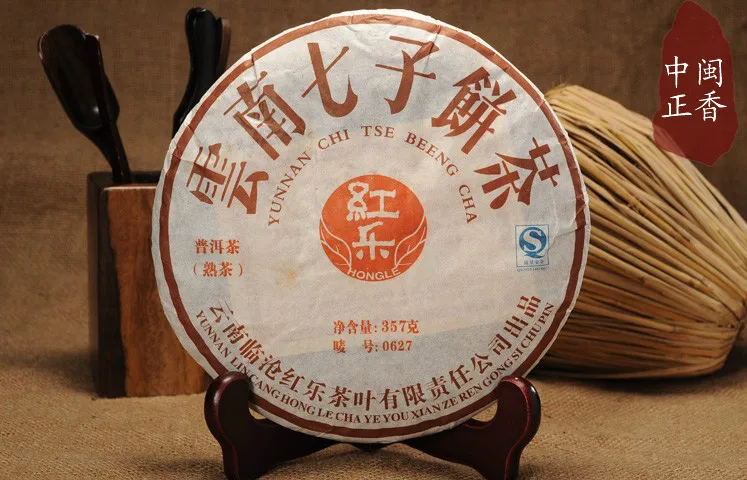 雲南七子餅茶
YUNNAN CHI TSE BEENG CHA
紅乐
HONGLE
普洱茶
（熟茶）
净含量:357克
唛 号:0627
云南临沧红乐茶叶有限责任公司出品
YUNNAN LIN CANG HONG LE CHA YE YOU XIAN ZE REN GONG SI CHU PIN
闽香
中正